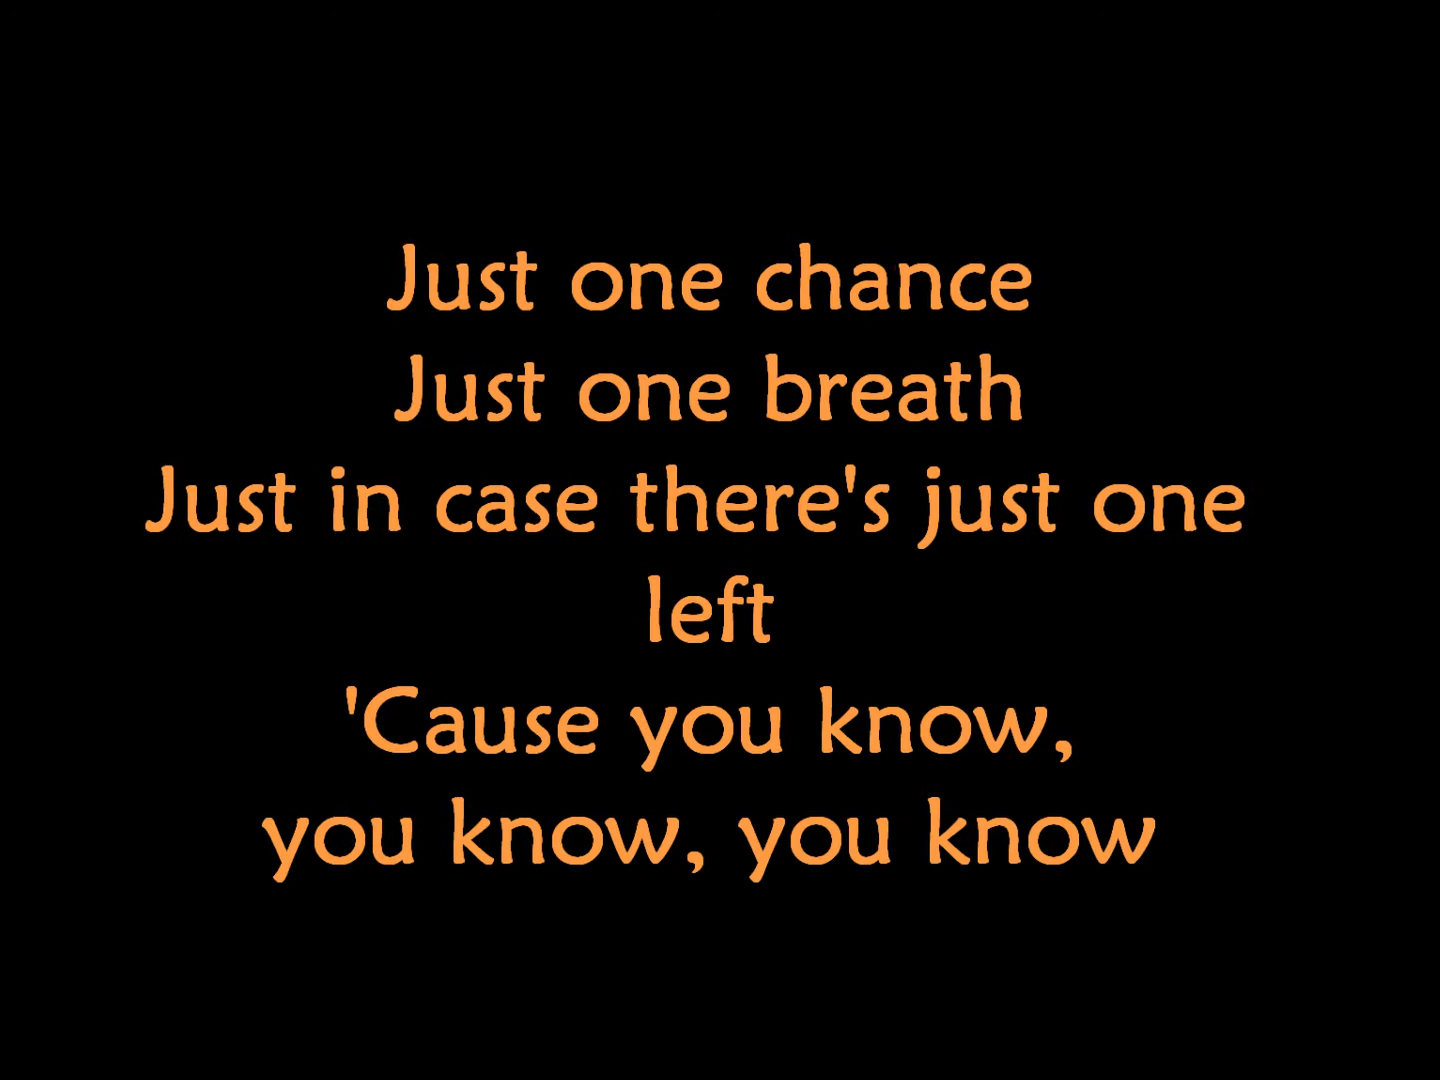 Just one chance
Just one breath
Just in case there's just one
left
'Cause you know,
you know, you know